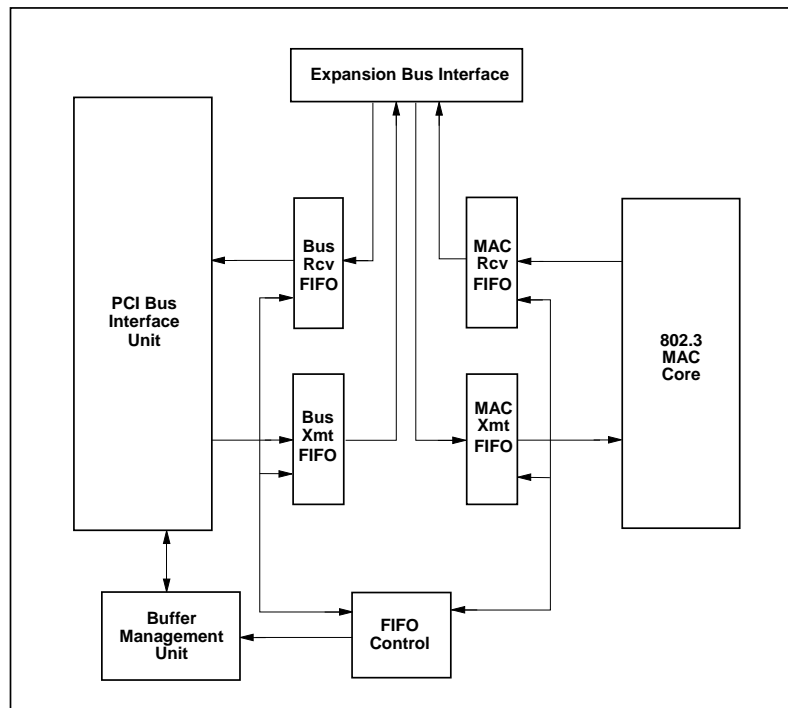 Expansion Bus Interface
Bus
Rcv
FIFO
MAC
Rcv
FIFO
PCI Bus
Interface
Unit
802.3
MAC
Core
Bus
Xmt
FIFO
MAC
Xmt
FIFO
Buffer
Management
Unit
FIFO
Control